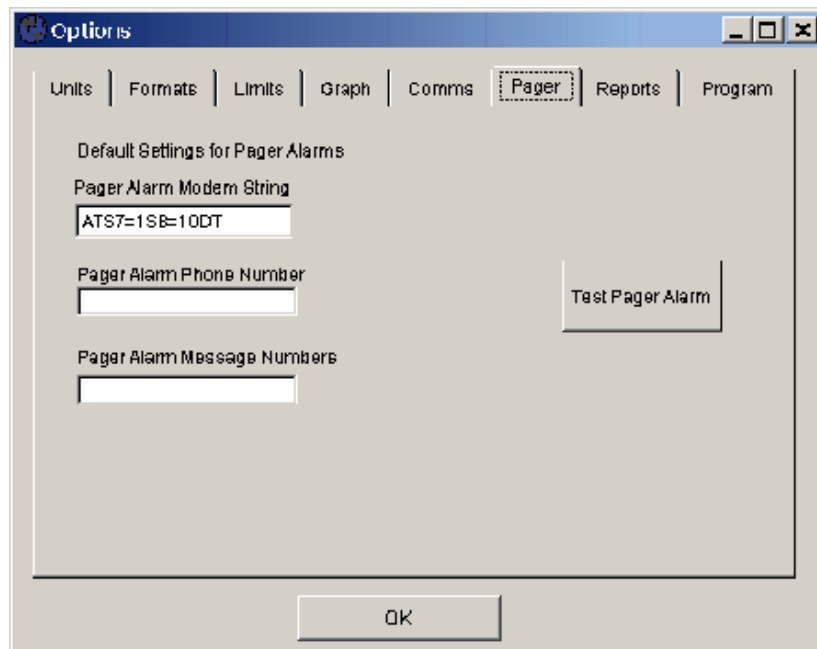 Options
Units Formats Limits Graph Comms Pager Reports Program
Default Settings for Pager Alarms
Pager Alarm Modem String
ATS7=1S8=10DT
Pager Alarm Phone Number
Test Pager Alarm
Pager Alarm Message Numbers
OK